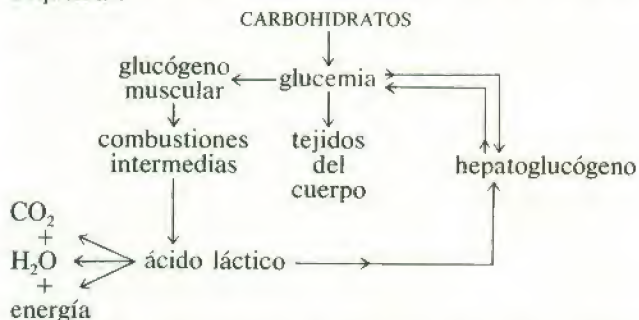 CARBOHIDRATOS
glucógeno
muscular
glucemia
combustiones
intermedias
tejidos
del
cuerpo
hepatoglucógeno
CO₂
+
H₂O
+
energía
ácido láctico